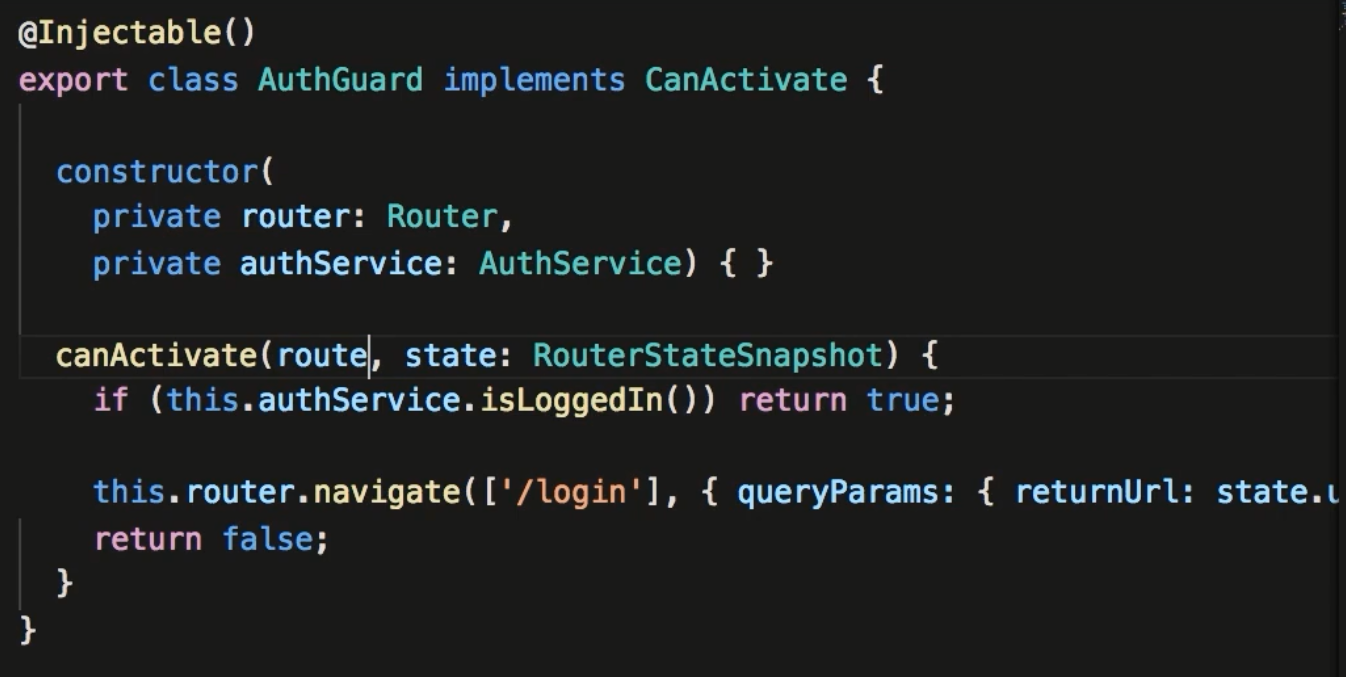 @Injectable()
export class AuthGuard implements CanActivate {
constructor(
private router: Router,
private authService: AuthService) { }
canActivate(route, state: RouterStateSnapshot) {
if (this.authService.isLoggedIn()) return true;
this.router.navigate(['/login'], { queryParams: { returnUrl: state.u
return false;
}
}